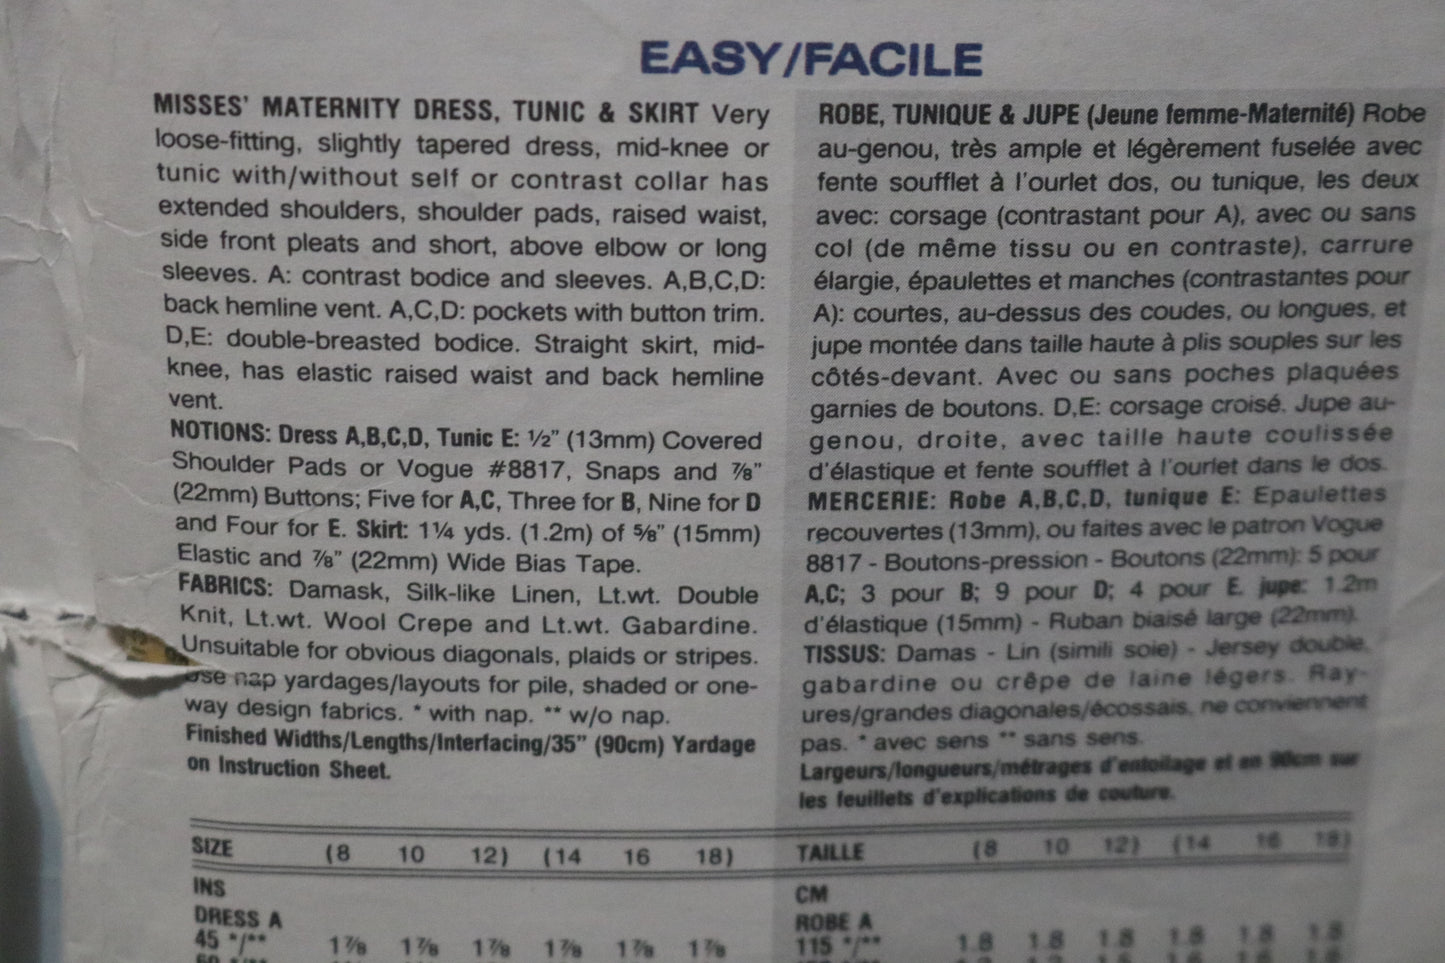 EASY/FACILE
MISSES' MATERNITY DRESS, TUNIC & SKIRT Very
loose-fitting, slightly tapered dress, mid-knee or
tunic with/without self or contrast collar has
extended shoulders, shoulder pads, raised waist,
side front pleats and short, above elbow or long
sleeves. A: contrast bodice and sleeves. A,B,C,D:
back hemline vent. A,C,D: pockets with button trim.
D,E: double-breasted bodice. Straight skirt, mid-
knee, has elastic raised waist and back hemline
vent.
NOTIONS: Dress A,B,C,D, Tunic E: ½" (13mm) Covered
Shoulder Pads or Vogue #8817, Snaps and ⅞"
(22mm) Buttons; Five for A,C, Three for B, Nine for D
and Four for E. Skirt: 1¼ yds. (1.2m) of ⅝" (15mm)
Elastic and ⅞" (22mm) Wide Bias Tape.
FABRICS: Damask, Silk-like Linen, Lt.wt. Double
Knit, Lt.wt. Wool Crepe and Lt.wt. Gabardine.
Unsuitable for obvious diagonals, plaids or stripes.
Use nap yardages/layouts for pile, shaded or one-
way design fabrics. * with nap. ** w/o nap.
Finished Widths/Lengths/Interfacing/35" (90cm) Yardage
on Instruction Sheet.
ROBE, TUNIQUE & JUPE (Jeune femme-Maternité) Robe
au-genou, très ample et légèrement fuselée avec
fente soufflet à l'ourlet dos, ou tunique, les deux
avec: corsage (contrastant pour A), avec ou sans
col (de même tissu ou en contraste), carrure
élargie, épaulettes et manches (contrastantes pour
A): courtes, au-dessus des coudes, ou longues, et
jupe montée dans taille haute à plis souples sur les
côtés-devant. Avec ou sans poches plaquées
garnies de boutons. D,E: corsage croisé. Jupe au-
genou, droite, avec taille haute coulissée
d'élastique et fente soufflet à l'ourlet dans le dos.
MERCERIE: Robe A,B,C,D, tunique E: Epaulettes
recouvertes (13mm), ou faites avec le patron Vogue
8817 - Boutons-pression - Boutons (22mm): 5 pour
A,C; 3 pour B; 9 pour D; 4 pour E. jupe: 1.2m
d'élastique (15mm) - Ruban biaisé large (22mm).
TISSUS: Damas - Lin (simili soie) - Jersey double,
gabardine ou crêpe de laine légers. Ray-
ures/grandes diagonales/écossais, ne conviennent
pas. * avec sens ** sans sens.
Largeurs/longueurs/métrages d'entoilage et en 90cm sur
les feuillets d'explications de couture.
SIZE (8 10 12) (14 16 18)
INS
DRESS A
45 */** 1⅞ 1⅞ 1⅞ 1⅞ 1⅞ 1⅞
TAILLE (8 10 12) (14 16 18)
CM
ROBE A
115 */** 1.8 1.8 1.8 1.8 1.8 1.8